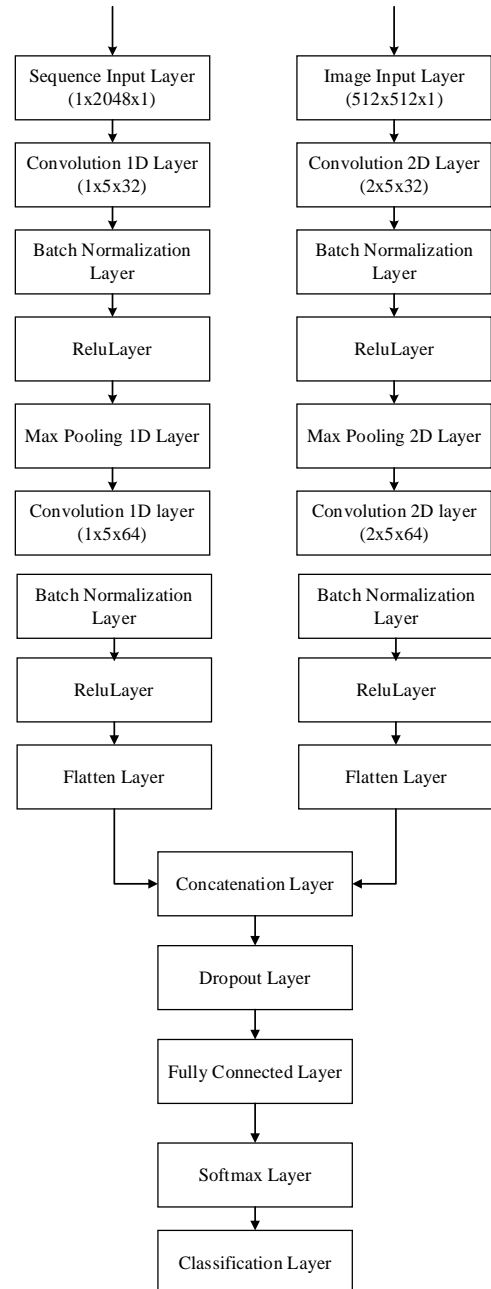 Sequence Input Layer
(1x2048x1)
Convolution 1D Layer
(1x5x32)
Batch Normalization
Layer
ReluLayer
Max Pooling 1D Layer
Convolution 1D layer
(1x5x64)
Batch Normalization
Layer
ReluLayer
Flatten Layer
Image Input Layer
(512x512x1)
Convolution 2D Layer
(2x5x32)
Batch Normalization
Layer
ReluLayer
Max Pooling 2D Layer
Convolution 2D layer
(2x5x64)
Batch Normalization
Layer
ReluLayer
Flatten Layer
Concatenation Layer
Dropout Layer
Fully Connected Layer
Softmax Layer
Classification Layer